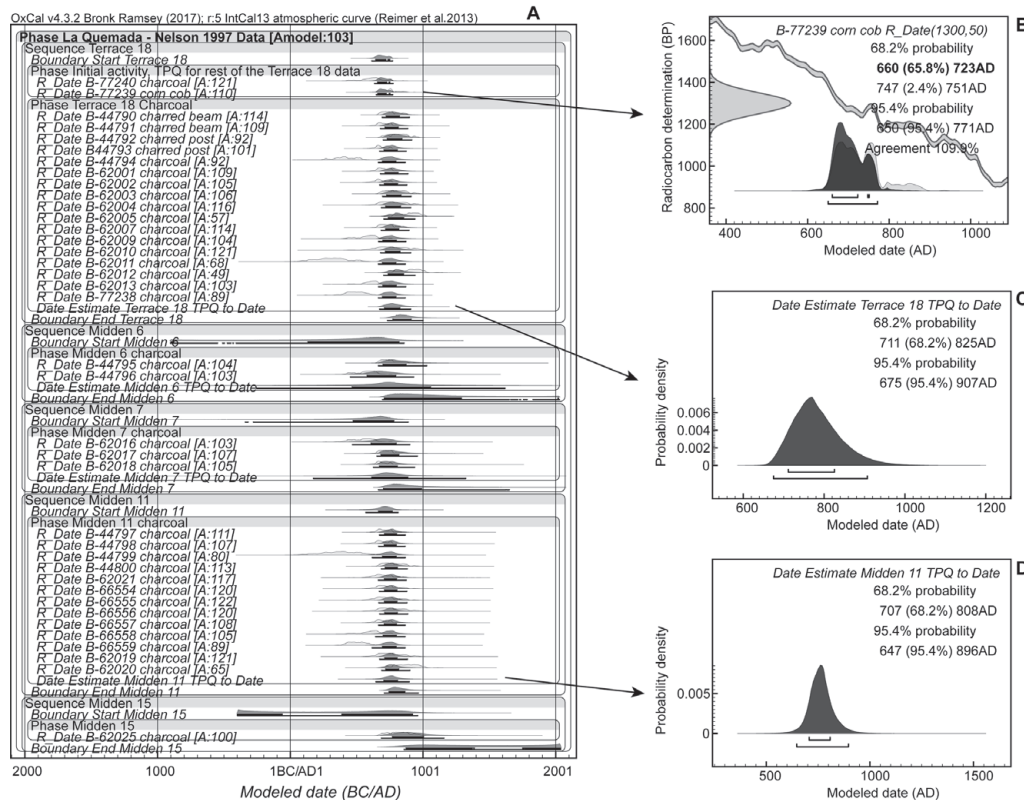 OxCal v4.3.2 Bronk Ramsey (2017); r:5 IntCal13 atmospheric curve (Reimer et al.2013)
A
Phase La Quemada - Nelson 1997 Data [Amodel:103]
Sequence Terrace 18
Boundary Start Terrace 18
Phase Initial activity, TPQ for rest of the Terrace 18 data
R_Date B-77240 charcoal [A:121]
R_Date B-77239 corn cob [A:110]
Phase Terrace 18 Charcoal
R_Date B-44790 charred beam [A:114]
R_Date B-44791 charred beam [A:109]
R_Date B-44792 charred post [A:92]
R_Date B44793 charred post [A:101]
R_Date B-44794 charcoal [A:92]
R_Date B-62001 charcoal [A:109]
R_Date B-62002 charcoal [A:105]
R_Date B-62003 charcoal [A:106]
R_Date B-62004 charcoal [A:116]
R_Date B-62005 charcoal [A:57]
R_Date B-62007 charcoal [A:114]
R_Date B-62009 charcoal [A:104]
R_Date B-62010 charcoal [A:121]
R_Date B-62011 charcoal [A:68]
R_Date B-62012 charcoal [A:49]
R_Date B-62013 charcoal [A:103]
R_Date B-77238 charcoal [A:89]
Date Estimate Terrace 18 TPQ to Date
Boundary End Terrace 18
Sequence Midden 6
Boundary Start Midden 6
Phase Midden 6 charcoal
R_Date B-44795 charcoal [A:104]
R_Date B-44796 charcoal [A:103]
Date Estimate Midden 6 TPQ to Date
Boundary End Midden 6
Sequence Midden 7
Boundary Start Midden 7
Phase Midden 7 charcoal
R_Date B-62016 charcoal [A:103]
R_Date B-62017 charcoal [A:107]
R_Date B-62018 charcoal [A:105]
Date Estimate Midden 7 TPQ to Date
Boundary End Midden 7
Sequence Midden 11
Boundary Start Midden 11
Phase Midden 11 charcoal
R_Date B-44797 charcoal [A:111]
R_Date B-44798 charcoal [A:107]
R_Date B-44799 charcoal [A:80]
R_Date B-44800 charcoal [A:113]
R_Date B-62021 charcoal [A:117]
R_Date B-66554 charcoal [A:120]
R_Date B-66555 charcoal [A:122]
R_Date B-66556 charcoal [A:120]
R_Date B-66557 charcoal [A:108]
R_Date B-66558 charcoal [A:105]
R_Date B-66559 charcoal [A:89]
R_Date B-62019 charcoal [A:121]
R_Date B-62020 charcoal [A:65]
Date Estimate Midden 11 TPQ to Date
Boundary End Midden 11
Sequence Midden 15
Boundary Start Midden 15
Phase Midden 15
R_Date B-62025 charcoal [A:100]
Boundary End Midden 15
2000 1000 1BC/AD1 1001 2001
Modeled date (BC/AD)
B-77239 corn cob R_Date(1300,50)
68.2% probability
660 (65.8%) 723AD
747 (2.4%) 751AD
95.4% probability
650 (95.4%) 771AD
Agreement 109.9%
Radiocarbon determination (BP)
1600
1400
1200
1000
800
400 600 800 1000
Modeled date (AD)
Date Estimate Terrace 18 TPQ to Date
68.2% probability
711 (68.2%) 825AD
95.4% probability
675 (95.4%) 907AD
Probability density
0.006
0.004
0.002
0
600 800 1000 1200
Modeled date (AD)
D
Date Estimate Midden 11 TPQ to Date
68.2% probability
707 (68.2%) 808AD
95.4% probability
647 (95.4%) 896AD
Probability density
0.005
0
500 1000 1500
Modeled date (AD)